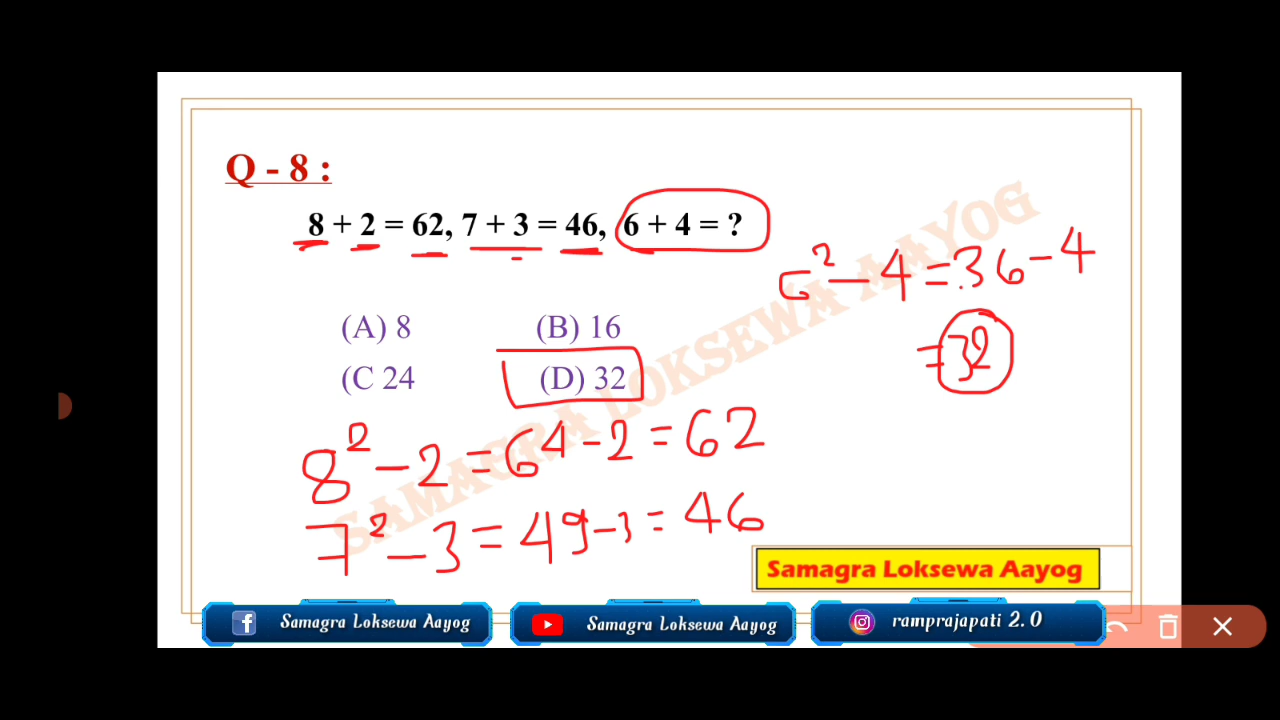 Q - 8 :
8 + 2 = 62, 7 + 3 = 46, 6 + 4 = ?
6² - 4 = 36 - 4
= 32
(A) 8 (B) 16
(C 24 (D) 32
8² - 2 = 64 - 2 = 62
7² - 3 = 49 - 3 = 46
SAMAGRA LOKSEWA AAYOG
Samagra Loksewa Aayog
Samagra Loksewa Aayog Samagra Loksewa Aayog ramprajapati 2.0